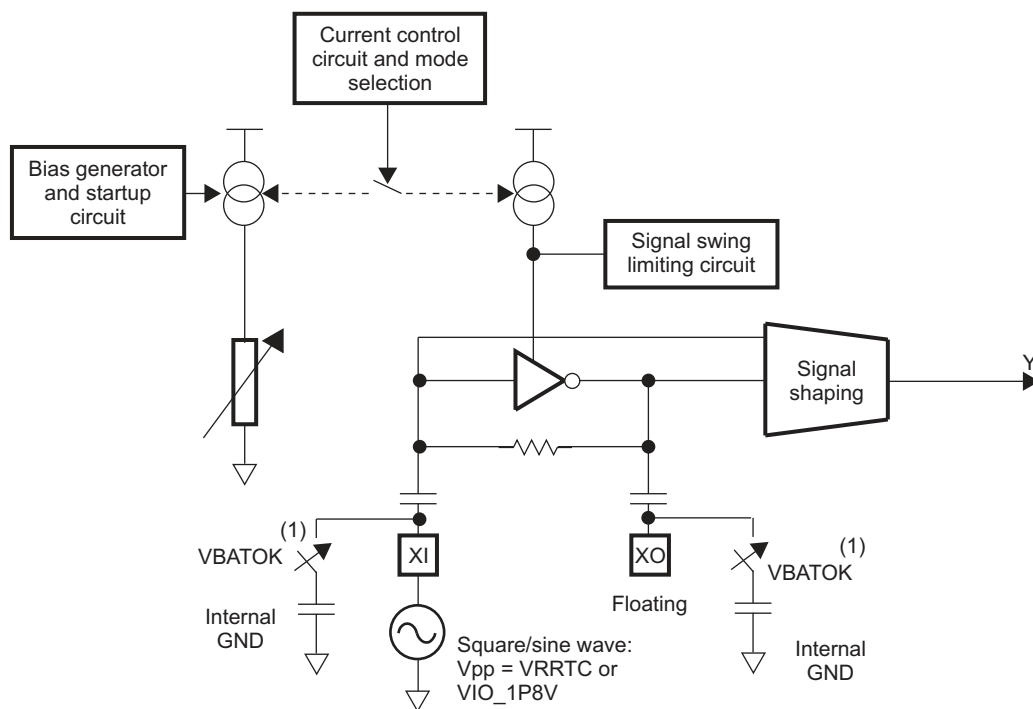 Current control
circuit and mode
selection
Bias generator
and startup
circuit
Signal swing
limiting circuit
Signal
shaping
Y
(1)
VBATOK
XI
XO
(1)
VBATOK
Floating
Internal
GND
Square/sine wave:
Vpp = VRRTC or
VIO_1P8V
Internal
GND